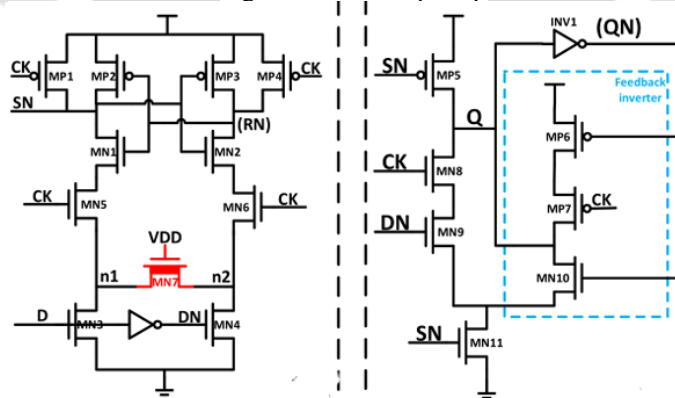 INV1
(QN)
CK
MP1
MP2
MP3
MP4
CK
SN
MP5
Feedback
inverter
SN
(RN)
Q
MP6
MN1
MN2
CK
MN8
MP7
CK
CK
MN5
MN6
CK
DN
MN9
VDD
n1
MN7
n2
MN10
D
MN3
DN
MN4
SN
MN11